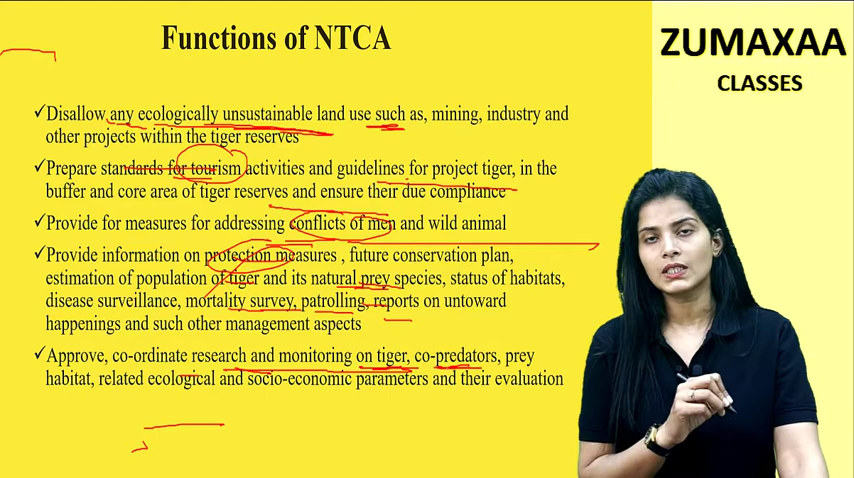 Functions of NTCA
ZUMAXAA
CLASSES
✓Disallow any ecologically unsustainable land use such as, mining, industry and
other projects within the tiger reserves
✓Prepare standards for tourism activities and guidelines for project tiger, in the
buffer and core area of tiger reserves and ensure their due compliance
✓Provide for measures for addressing conflicts of men and wild animal
✓Provide information on protection measures , future conservation plan,
estimation of population of tiger and its natural prey species, status of habitats,
disease surveillance, mortality survey, patrolling, reports on untoward
happenings and such other management aspects
✓Approve, co-ordinate research and monitoring on tiger, co-predators, prey
habitat, related ecological and socio-economic parameters and their evaluation